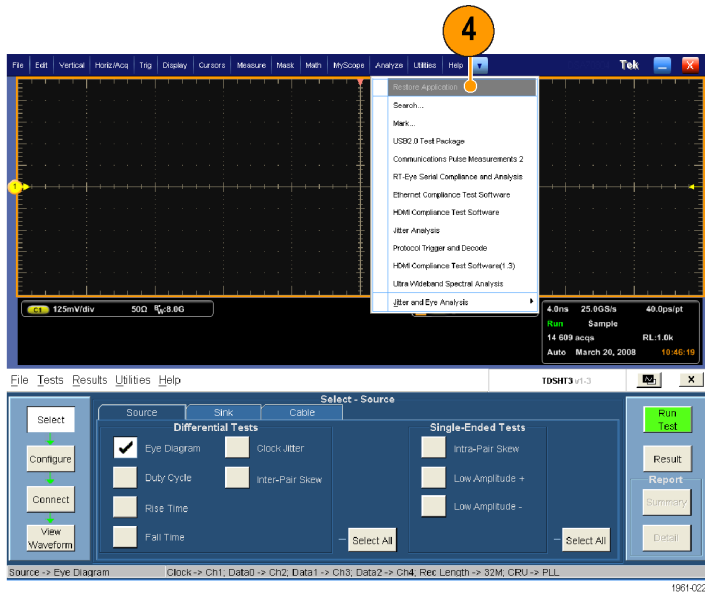 4
File Edit Vertical Horiz/Acq Trig Display Cursors Measure Mask Math MyScope Analyze Utilities Help Tek
Restore Application
Search...
Mark...
USB2.0 Test Package
Communications Pulse Measurements 2
RT-Eye Serial Compliance and Analysis
Ethernet Compliance Test Software
HDMI Compliance Test Software
Jitter Analysis
Protocol Trigger and Decode
HDMI Compliance Test Software(1.3)
Ultra Wideband Spectral Analysis
Jitter and Eye Analysis
1
C1 125mV/div 50Ω BW:8.0G
4.0ns 25.0GS/s 40.0ps/pt
Run Sample
14 609 acqs RL:1.0k
Auto March 20, 2008 10:46:19
File Tests Results Utilities Help TDSHT3 v1-3 x
Select - Source
Select
Configure
Connect
View
Waveform
Source Sink Cable
Differential Tests
Eye Diagram Clock Jitter
Duty Cycle Inter-Pair Skew
Rise Time
Fall Time
Select All
Single-Ended Tests
Intra-Pair Skew
Low Amplitude +
Low Amplitude -
Select All
Run
Test
Result
Report
Summary
Detail
Source -> Eye Diagram Clock -> Ch1; Data0 -> Ch2; Data1 -> Ch3; Data2 -> Ch4; Rec Length -> 32M; CRU -> PLL
1961-022